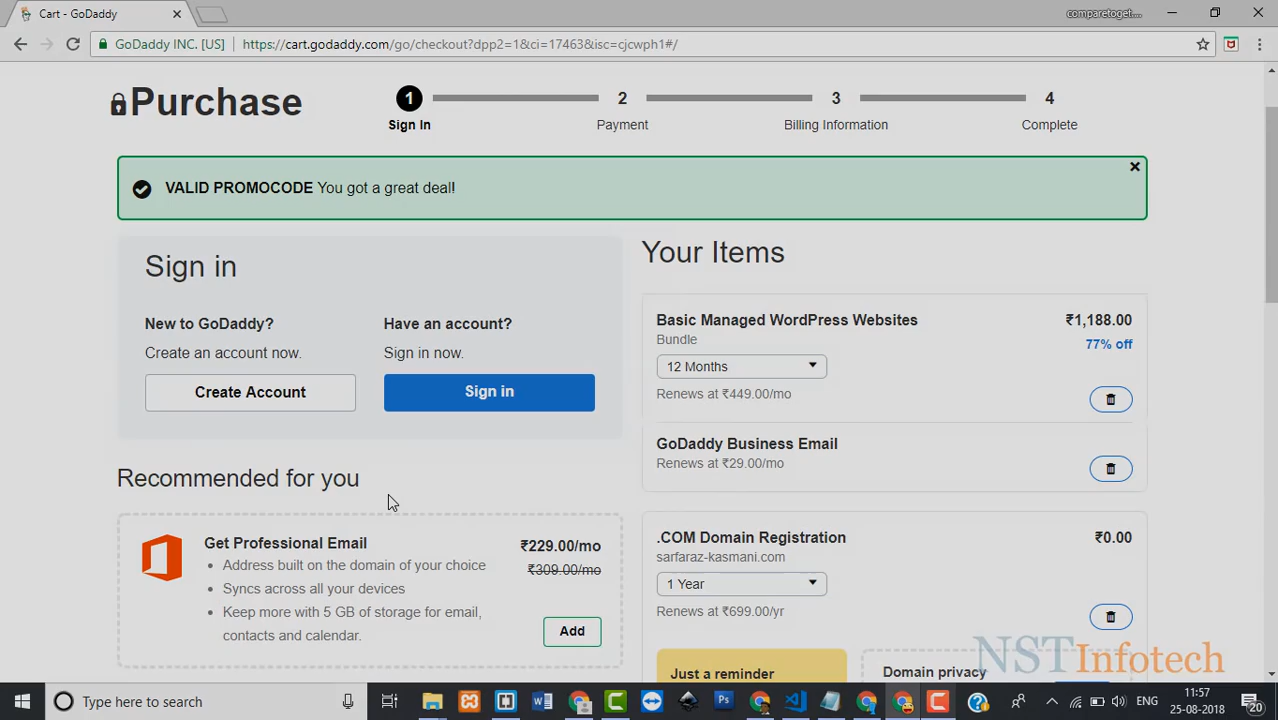 Cart - GoDaddy
comparetoget....
GoDaddy INC. [US]
https://cart.godaddy.com/go/checkout?dpp2=1&ci=17463&isc=cjcwph1#/
Purchase
1 2 3 4
Sign In Payment Billing Information Complete
VALID PROMOCODE You got a great deal!
Sign in
New to GoDaddy?
Create an account now.
Create Account
Have an account?
Sign in now.
Sign in
Recommended for you
Get Professional Email
₹229.00/mo
₹309.00/mo
Address built on the domain of your choice
Syncs across all your devices
Keep more with 5 GB of storage for email,
contacts and calendar.
Add
Your Items
Basic Managed WordPress Websites
₹1,188.00
Bundle
77% off
12 Months
Renews at ₹449.00/mo
GoDaddy Business Email
Renews at ₹29.00/mo
.COM Domain Registration
₹0.00
sarfaraz-kasmani.com
1 Year
Renews at ₹699.00/yr
Just a reminder
Domain privacy
NSTInfotech
Type here to search
ENG
11:57
25-08-2018
20